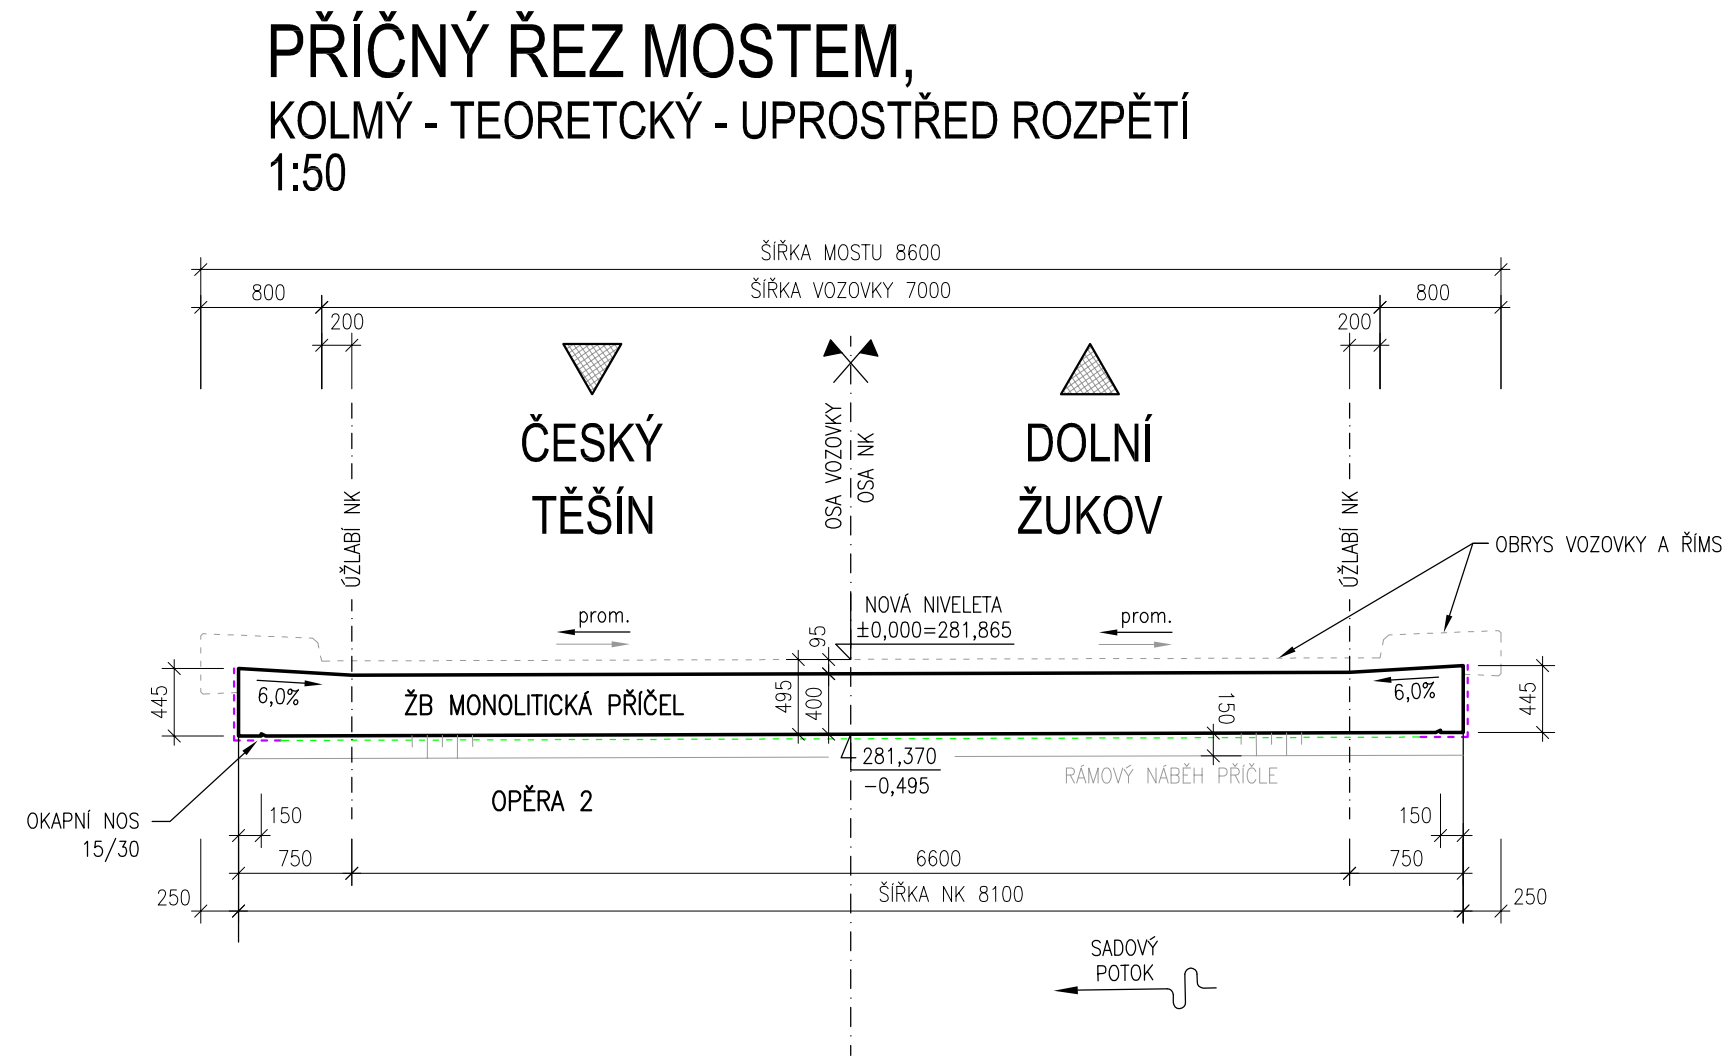 PŘÍČNÝ ŘEZ MOSTEM,
KOLMÝ - TEORETCKÝ - UPROSTŘED ROZPĚTÍ
1:50
ŠÍŘKA MOSTU 8600
800
ŠÍŘKA VOZOVKY 7000
800
200
200
ČESKÝ
TĚŠÍN
DOLNÍ
ŽUKOV
OSA VOZOVKY
OSA NK
ÚŽLABÍ NK
ÚŽLABÍ NK
OBRYS VOZOVKY A ŘÍMS
prom.
NOVÁ NIVELETA
±0,000=281,865
prom.
95
445
6,0%
ŽB MONOLITICKÁ PŘÍČEL
495
400
150
6,0%
445
281,370
-0,495
RÁMOVÝ NÁBĚH PŘÍČLE
OPĚRA 2
OKAPNÍ NOS
15/30
150
150
750
6600
750
250
ŠÍŘKA NK 8100
250
SADOVÝ
POTOK